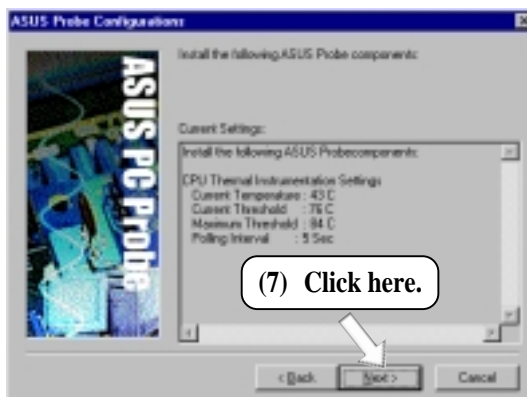 ASUS Probe Configurations
ASUS PC Probe
Install the following ASUS Probe components:
Current Settings:
Install the following ASUS Probecomponents:
CPU Thermal Instrumentation Settings
Current Temperature : 43 C
Current Threshold : 76 C
Maximum Threshold : 84 C
Polling Interval : 5 Sec
(7) Click here.
< Back
Next >
Cancel